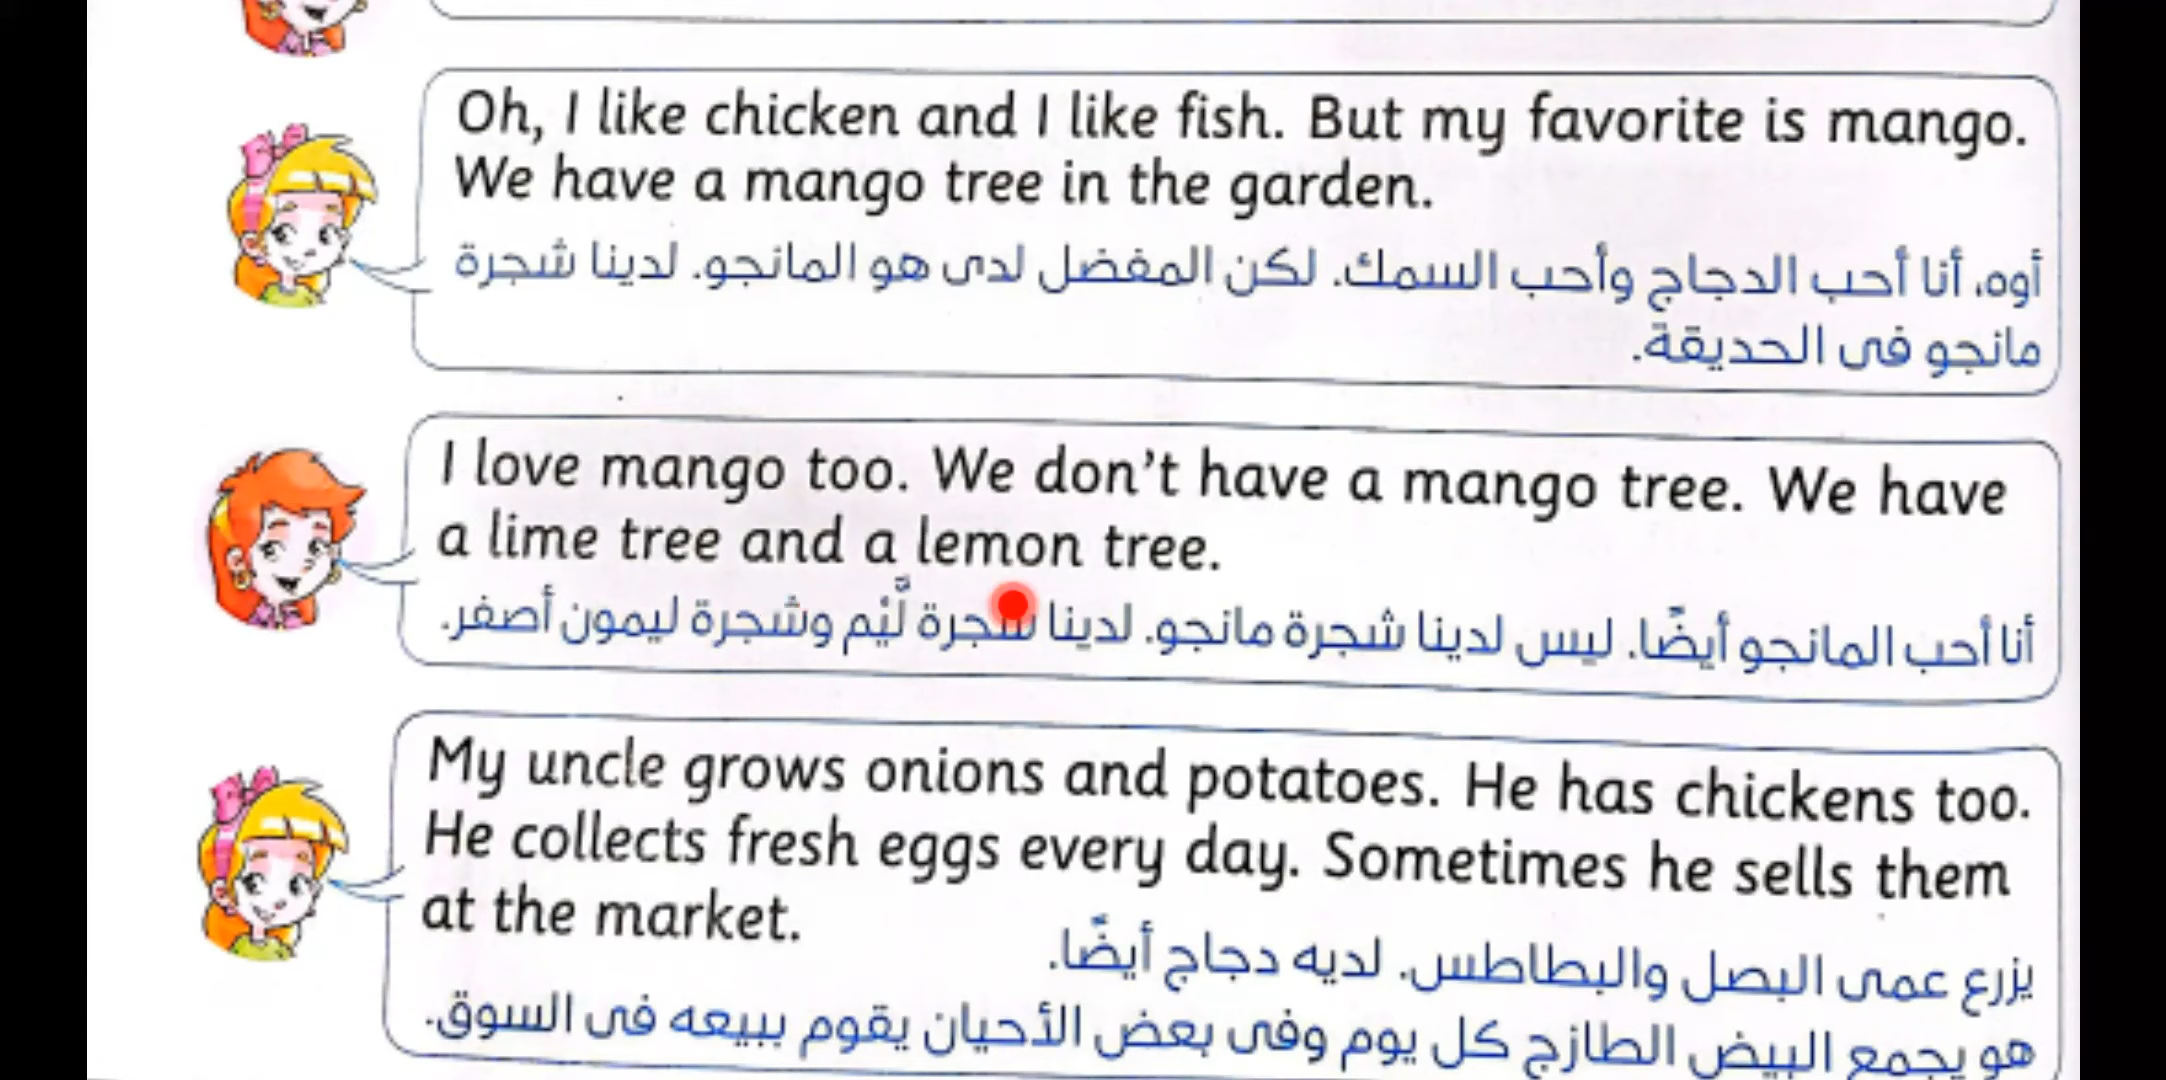 Oh, I like chicken and I like fish. But my favorite is mango.
We have a mango tree in the garden.
أوه، أنا أحب الدجاج وأحب السمك. لكن المفضل لدى هو المانجو. لدينا شجرة
مانجو فى الحديقة.
I love mango too. We don't have a mango tree. We have
a lime tree and a lemon tree.
أنا أحب المانجو أيضًا. ليس لدينا شجرة مانجو. لدينا شجرة لَّيْم وشجرة ليمون أصفر.
My uncle grows onions and potatoes. He has chickens too.
He collects fresh eggs every day. Sometimes he sells them
at the market.
يزرع عمى البصل والبطاطس. لديه دجاج أيضًا.
هو يجمع البيض الطازج كل يوم وفى بعض الأحيان يقوم ببيعه فى السوق.